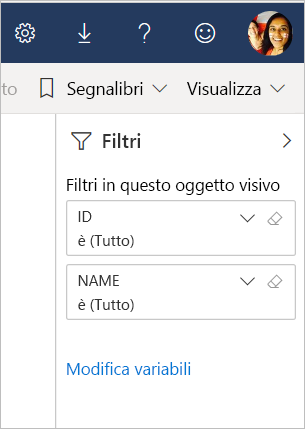 to Segnalibri Visualizza
Filtri
Filtri in questo oggetto visivo
ID
è (Tutto)
NAME
è (Tutto)
Modifica variabili